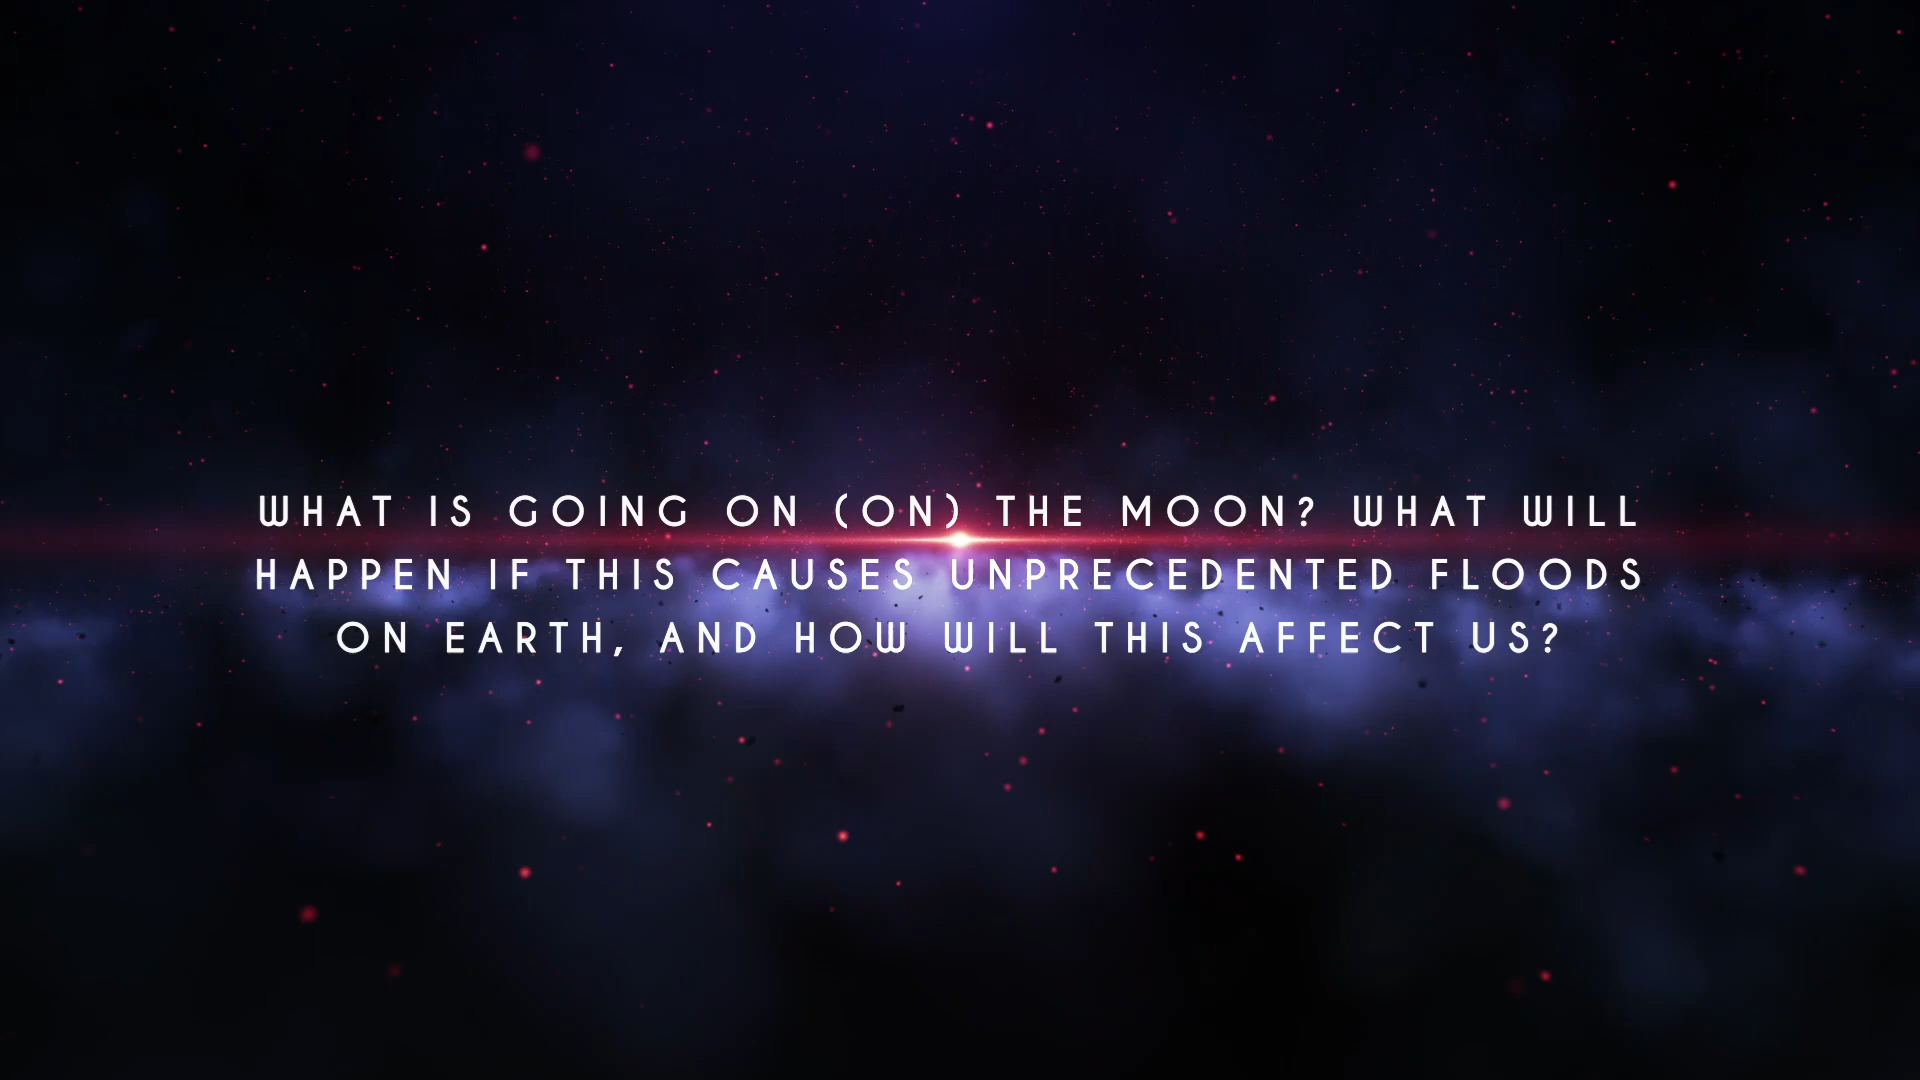 WHAT IS GOING ON (ON) THE MOON? WHAT WILL
HAPPEN IF THIS CAUSES UNPRECEDENTED FLOODS
ON EARTH, AND HOW WILL THIS AFFECT US?